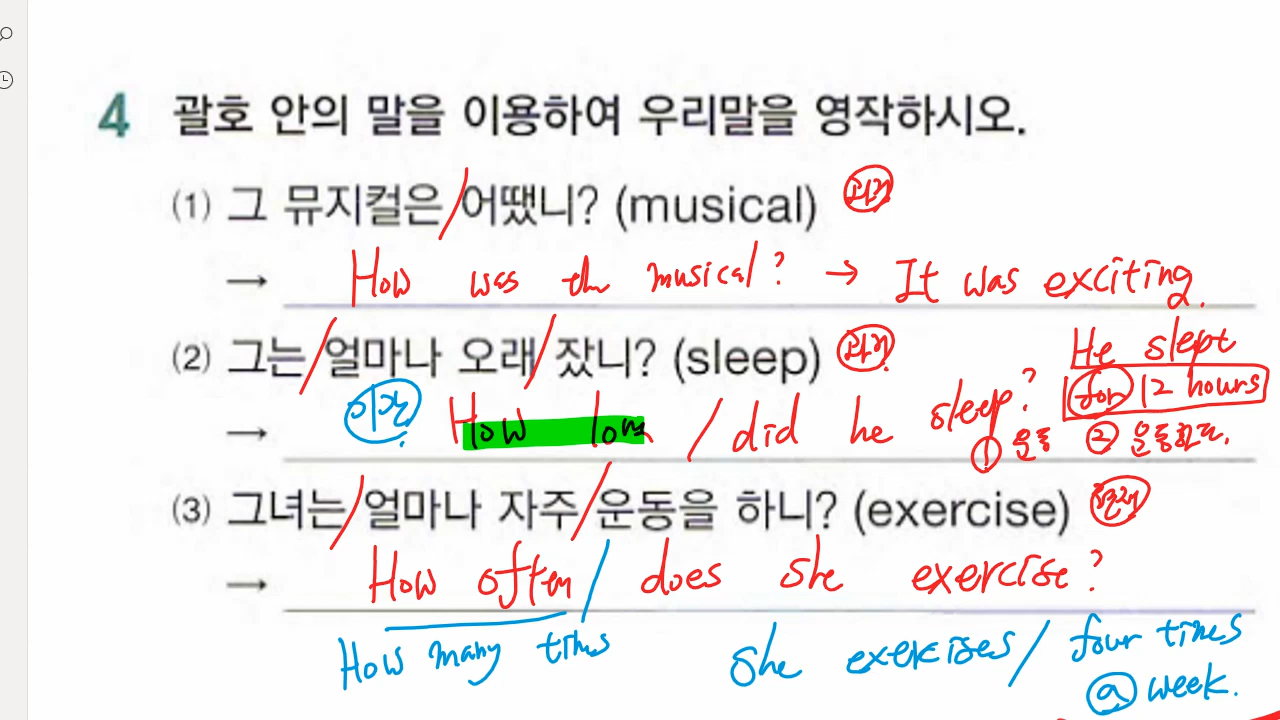 4 괄호 안의 말을 이용하여 우리말을 영작하시오.
(1) 그 뮤지컬은 / 어땠니? (musical) 과거
→ How was the musical? → It was exciting.
(2) 그는 / 얼마나 오래 / 잤니? (sleep) 과거
He slept
for 12 hours
→ How long / did he sleep?
① 운동 ② 운동한다.
(3) 그녀는 / 얼마나 자주 / 운동을 하니? (exercise) 현재
→ How often / does she exercise?
How many times
she exercises / four times
a week.